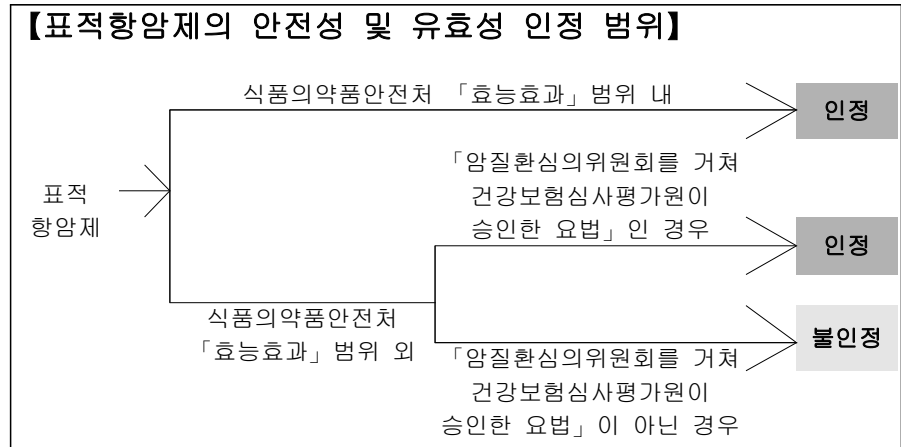 【표적항암제의 안전성 및 유효성 인정 범위】
식품의약품안전처 「효능효과」범위 내
인정
「암질환심의위원회를 거쳐
건강보험심사평가원이
승인한 요법」인 경우
인정
표적
항암제
식품의약품안전처
「효능효과」범위 외
불인정
「암질환심의위원회를 거쳐
건강보험심사평가원이
승인한 요법」이 아닌 경우